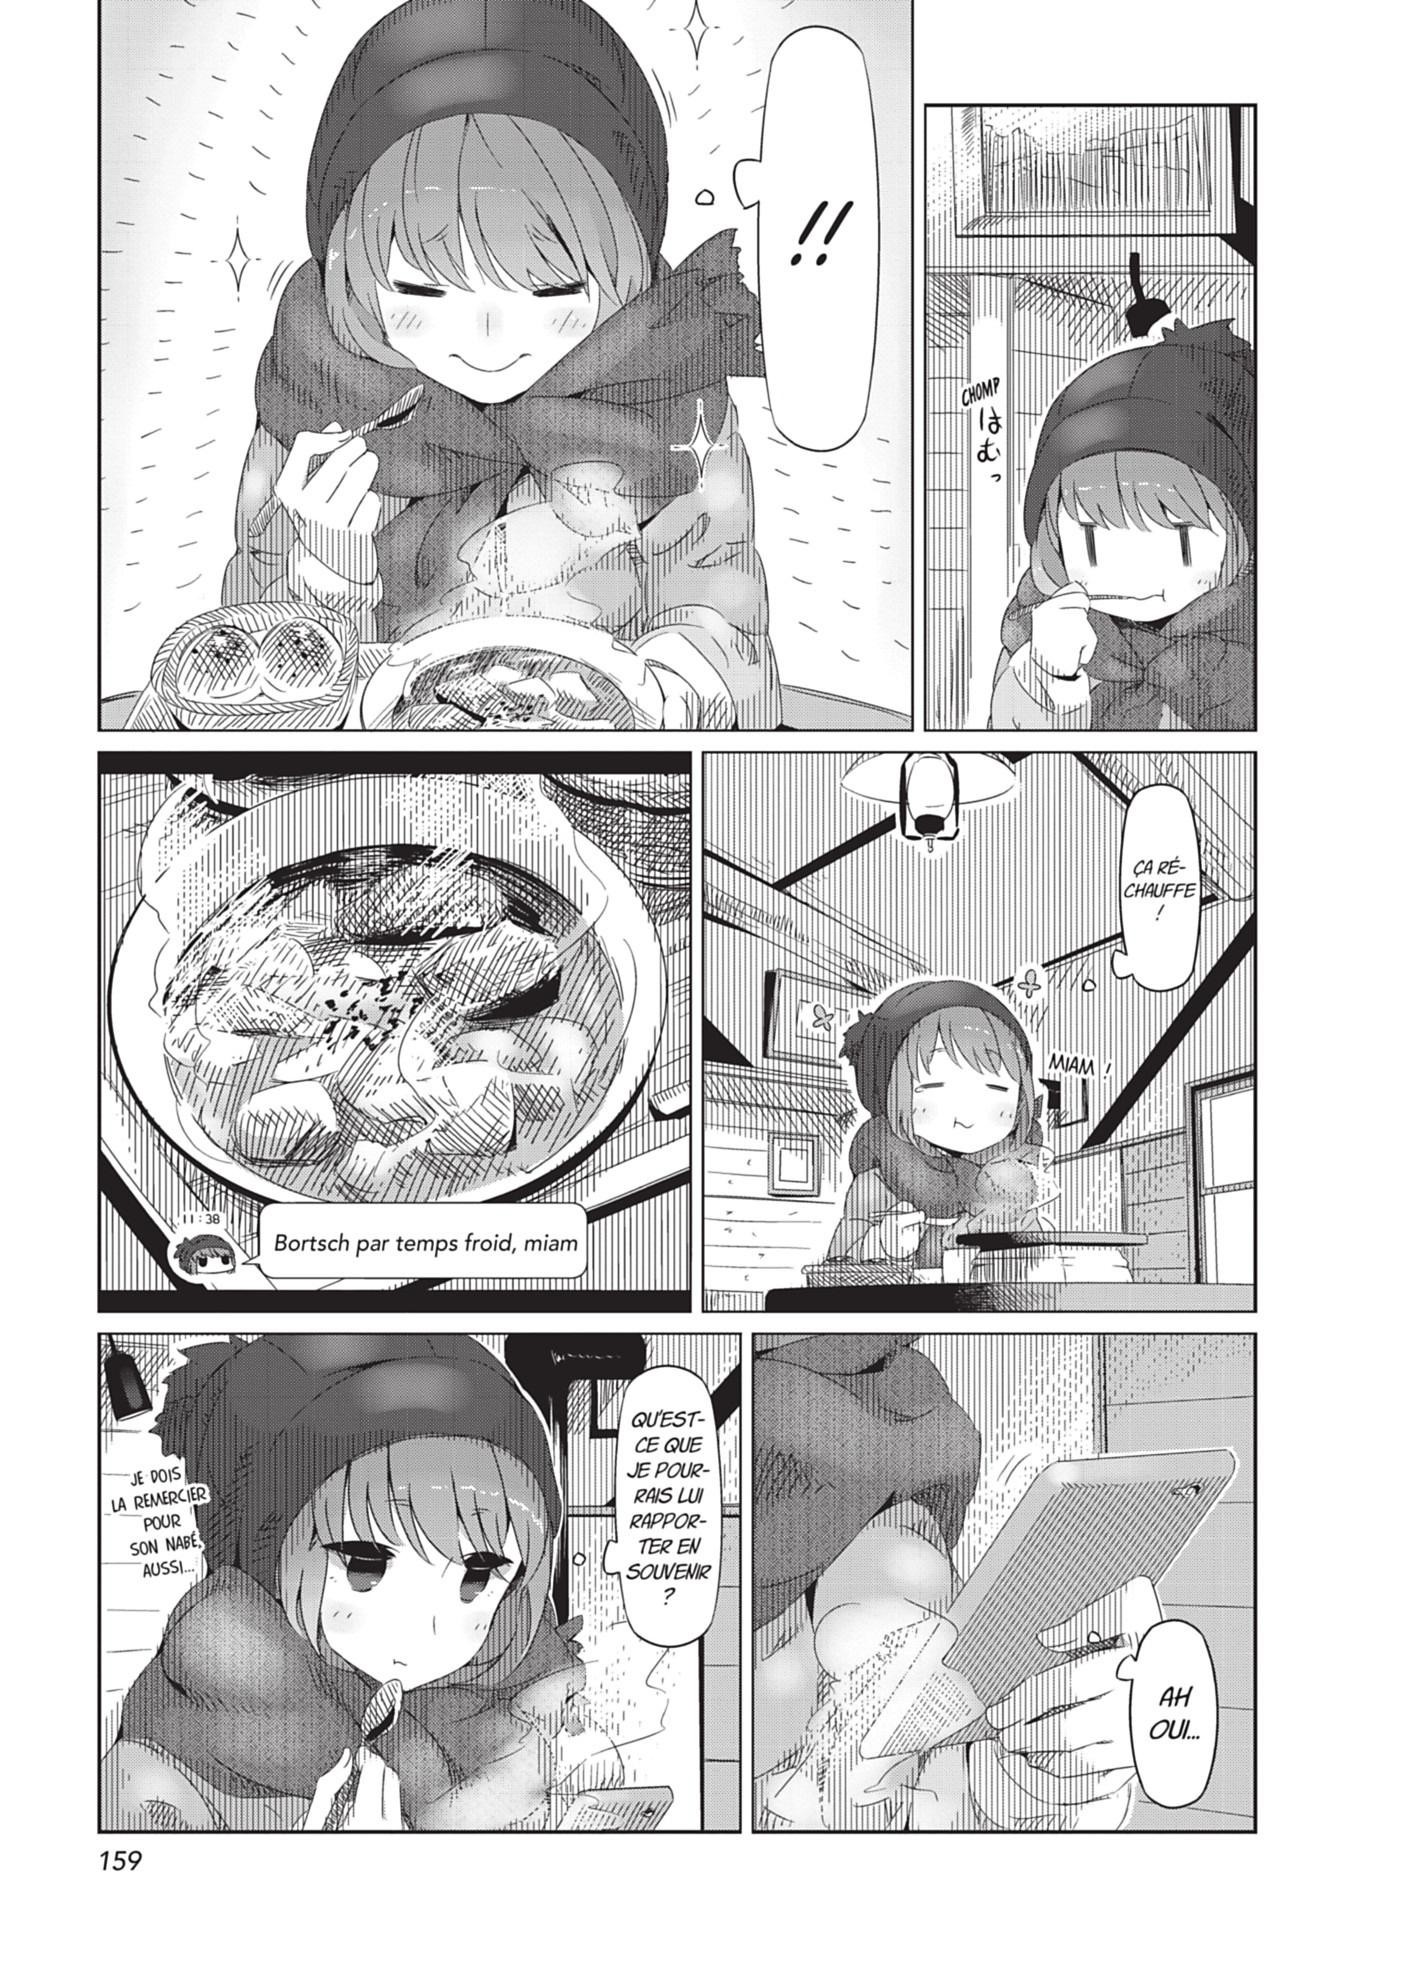 CHOMP
はむっ
!!
ÇA RÉ-
CHAUFFE
!
MIAM !
11:38
Bortsch par temps froid, miam
AH
OUI...
QU'EST-
CE QUE
JE POUR-
RAIS LUI
RAPPOR-
TER EN
SOUVENIR
?
JE DOIS
LA REMERCIER
POUR
SON NABÉ,
AUSSI...
159